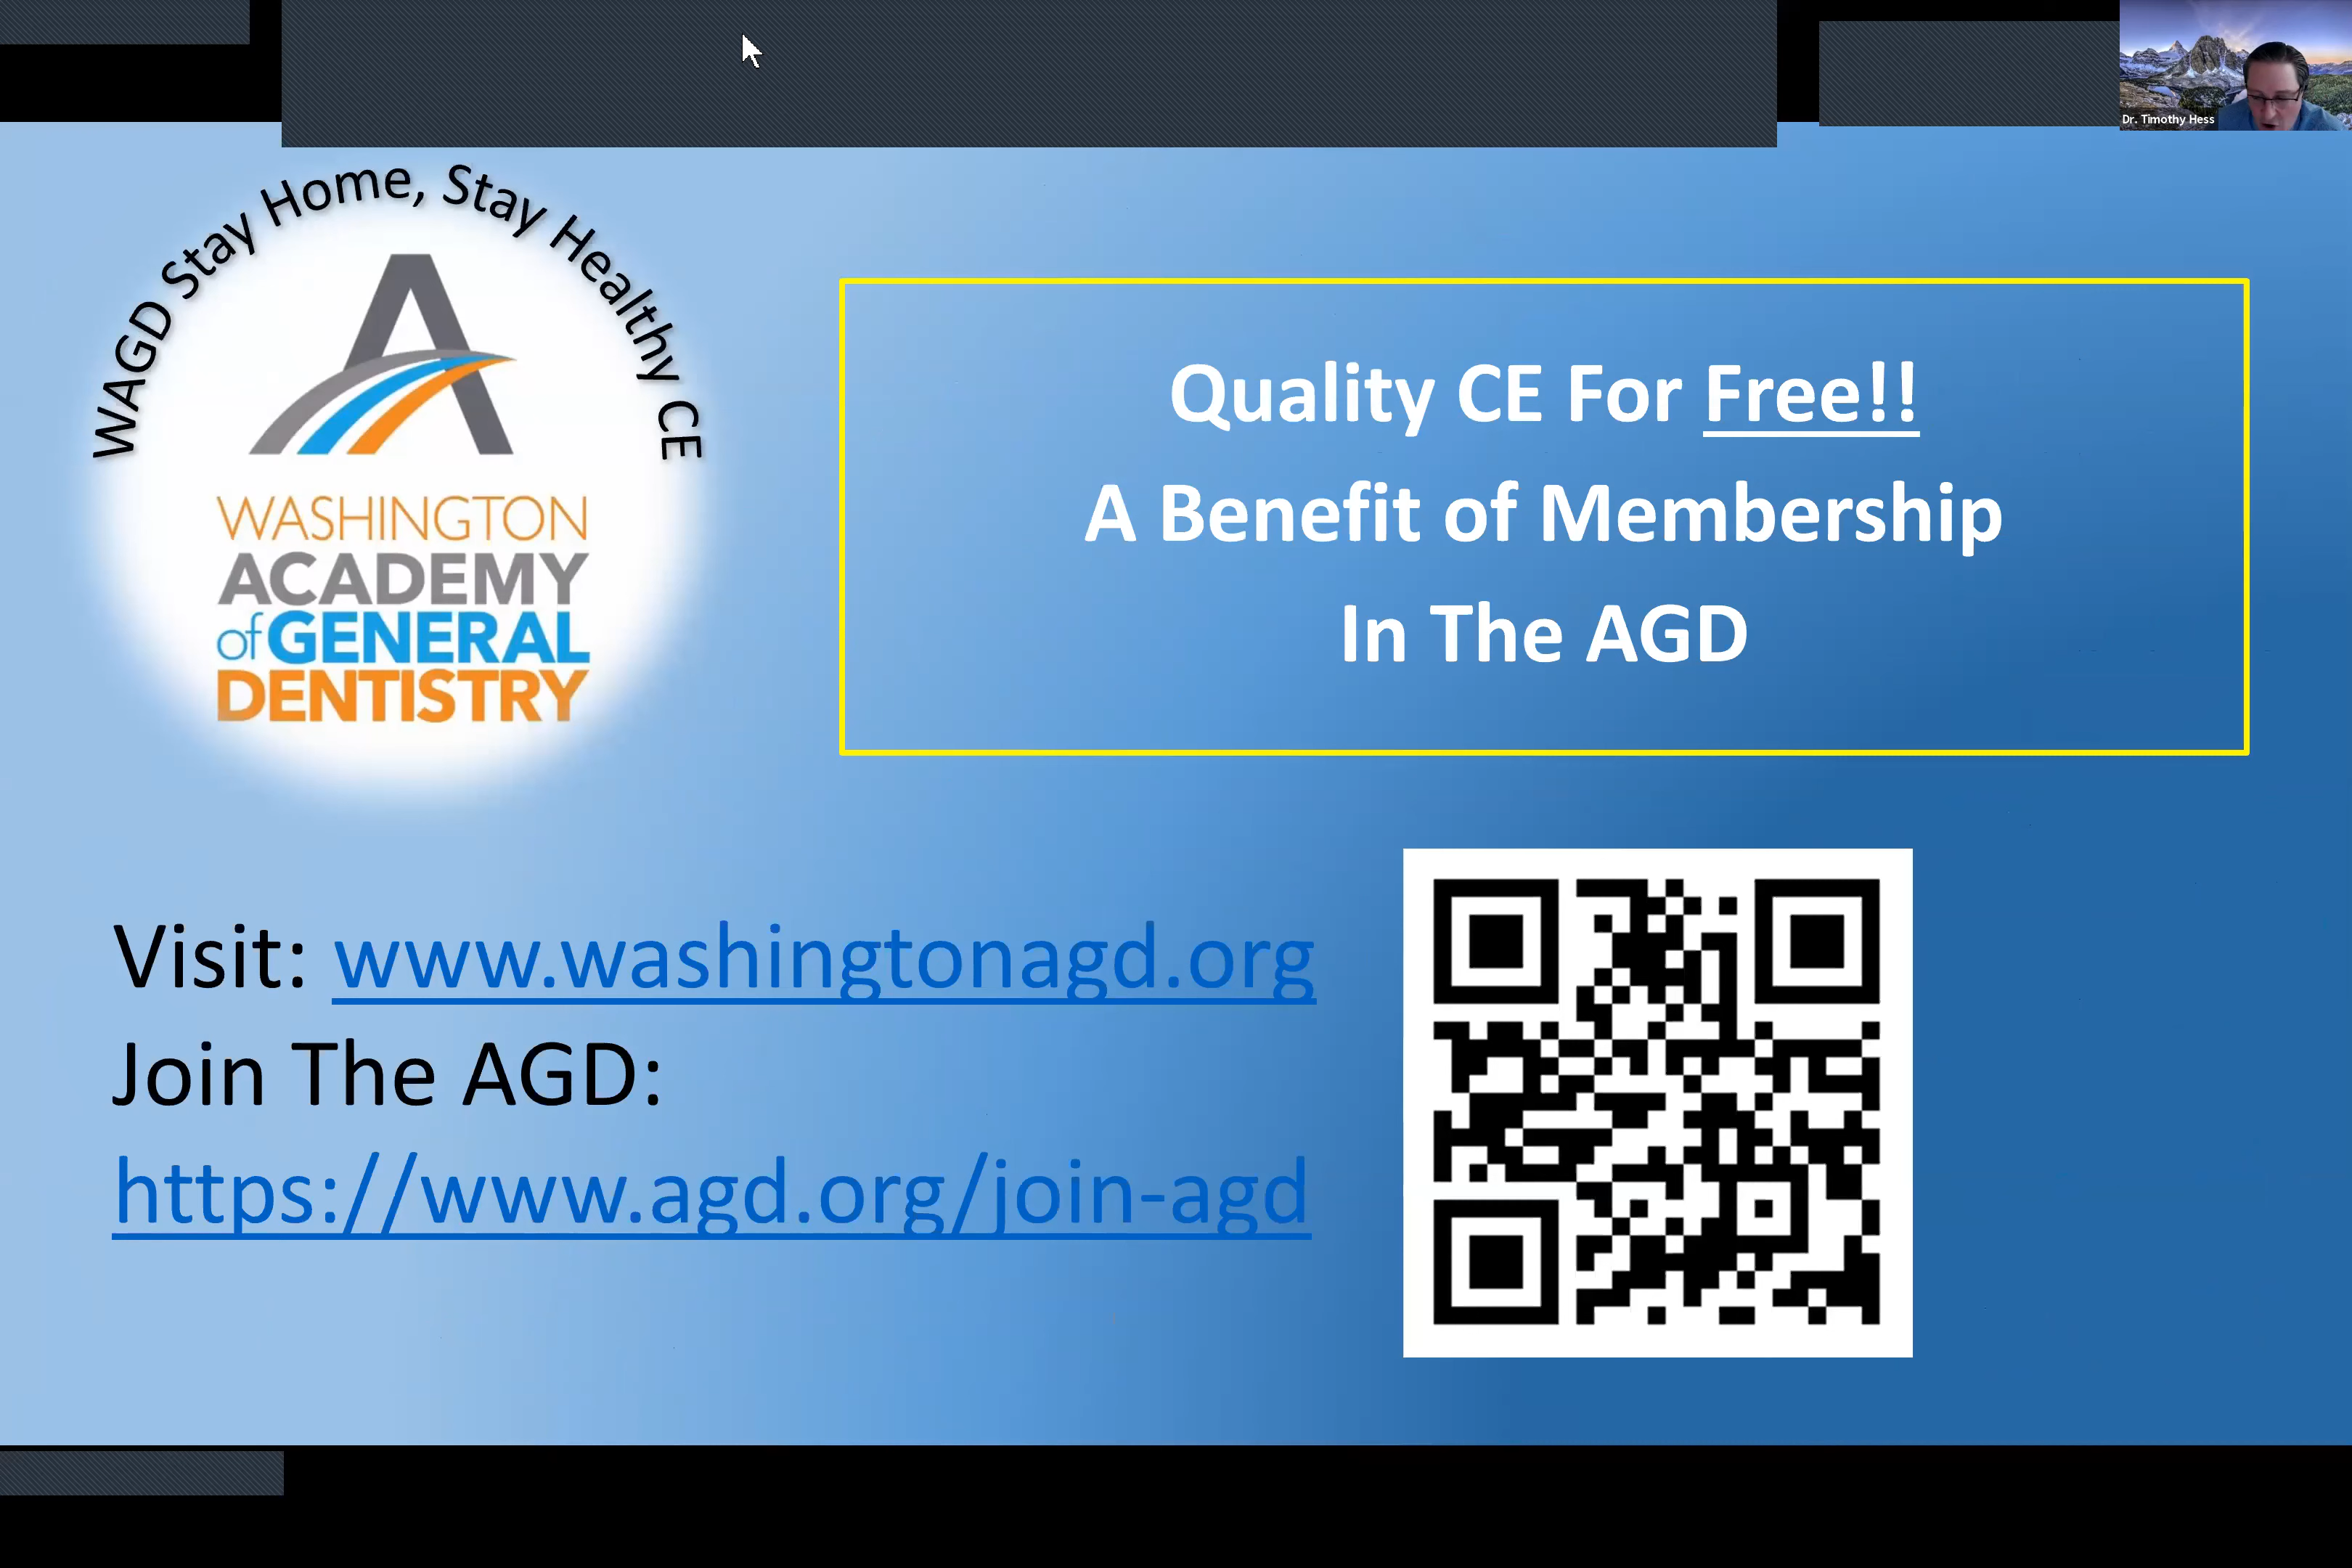 Dr. Timothy Hess
WAGD Stay Home, Stay Healthy CE
WASHINGTON
ACADEMY
of GENERAL
DENTISTRY
Quality CE For Free!!
A Benefit of Membership
In The AGD
Visit: www.washingtonagd.org
Join The AGD:
https://www.agd.org/join-agd